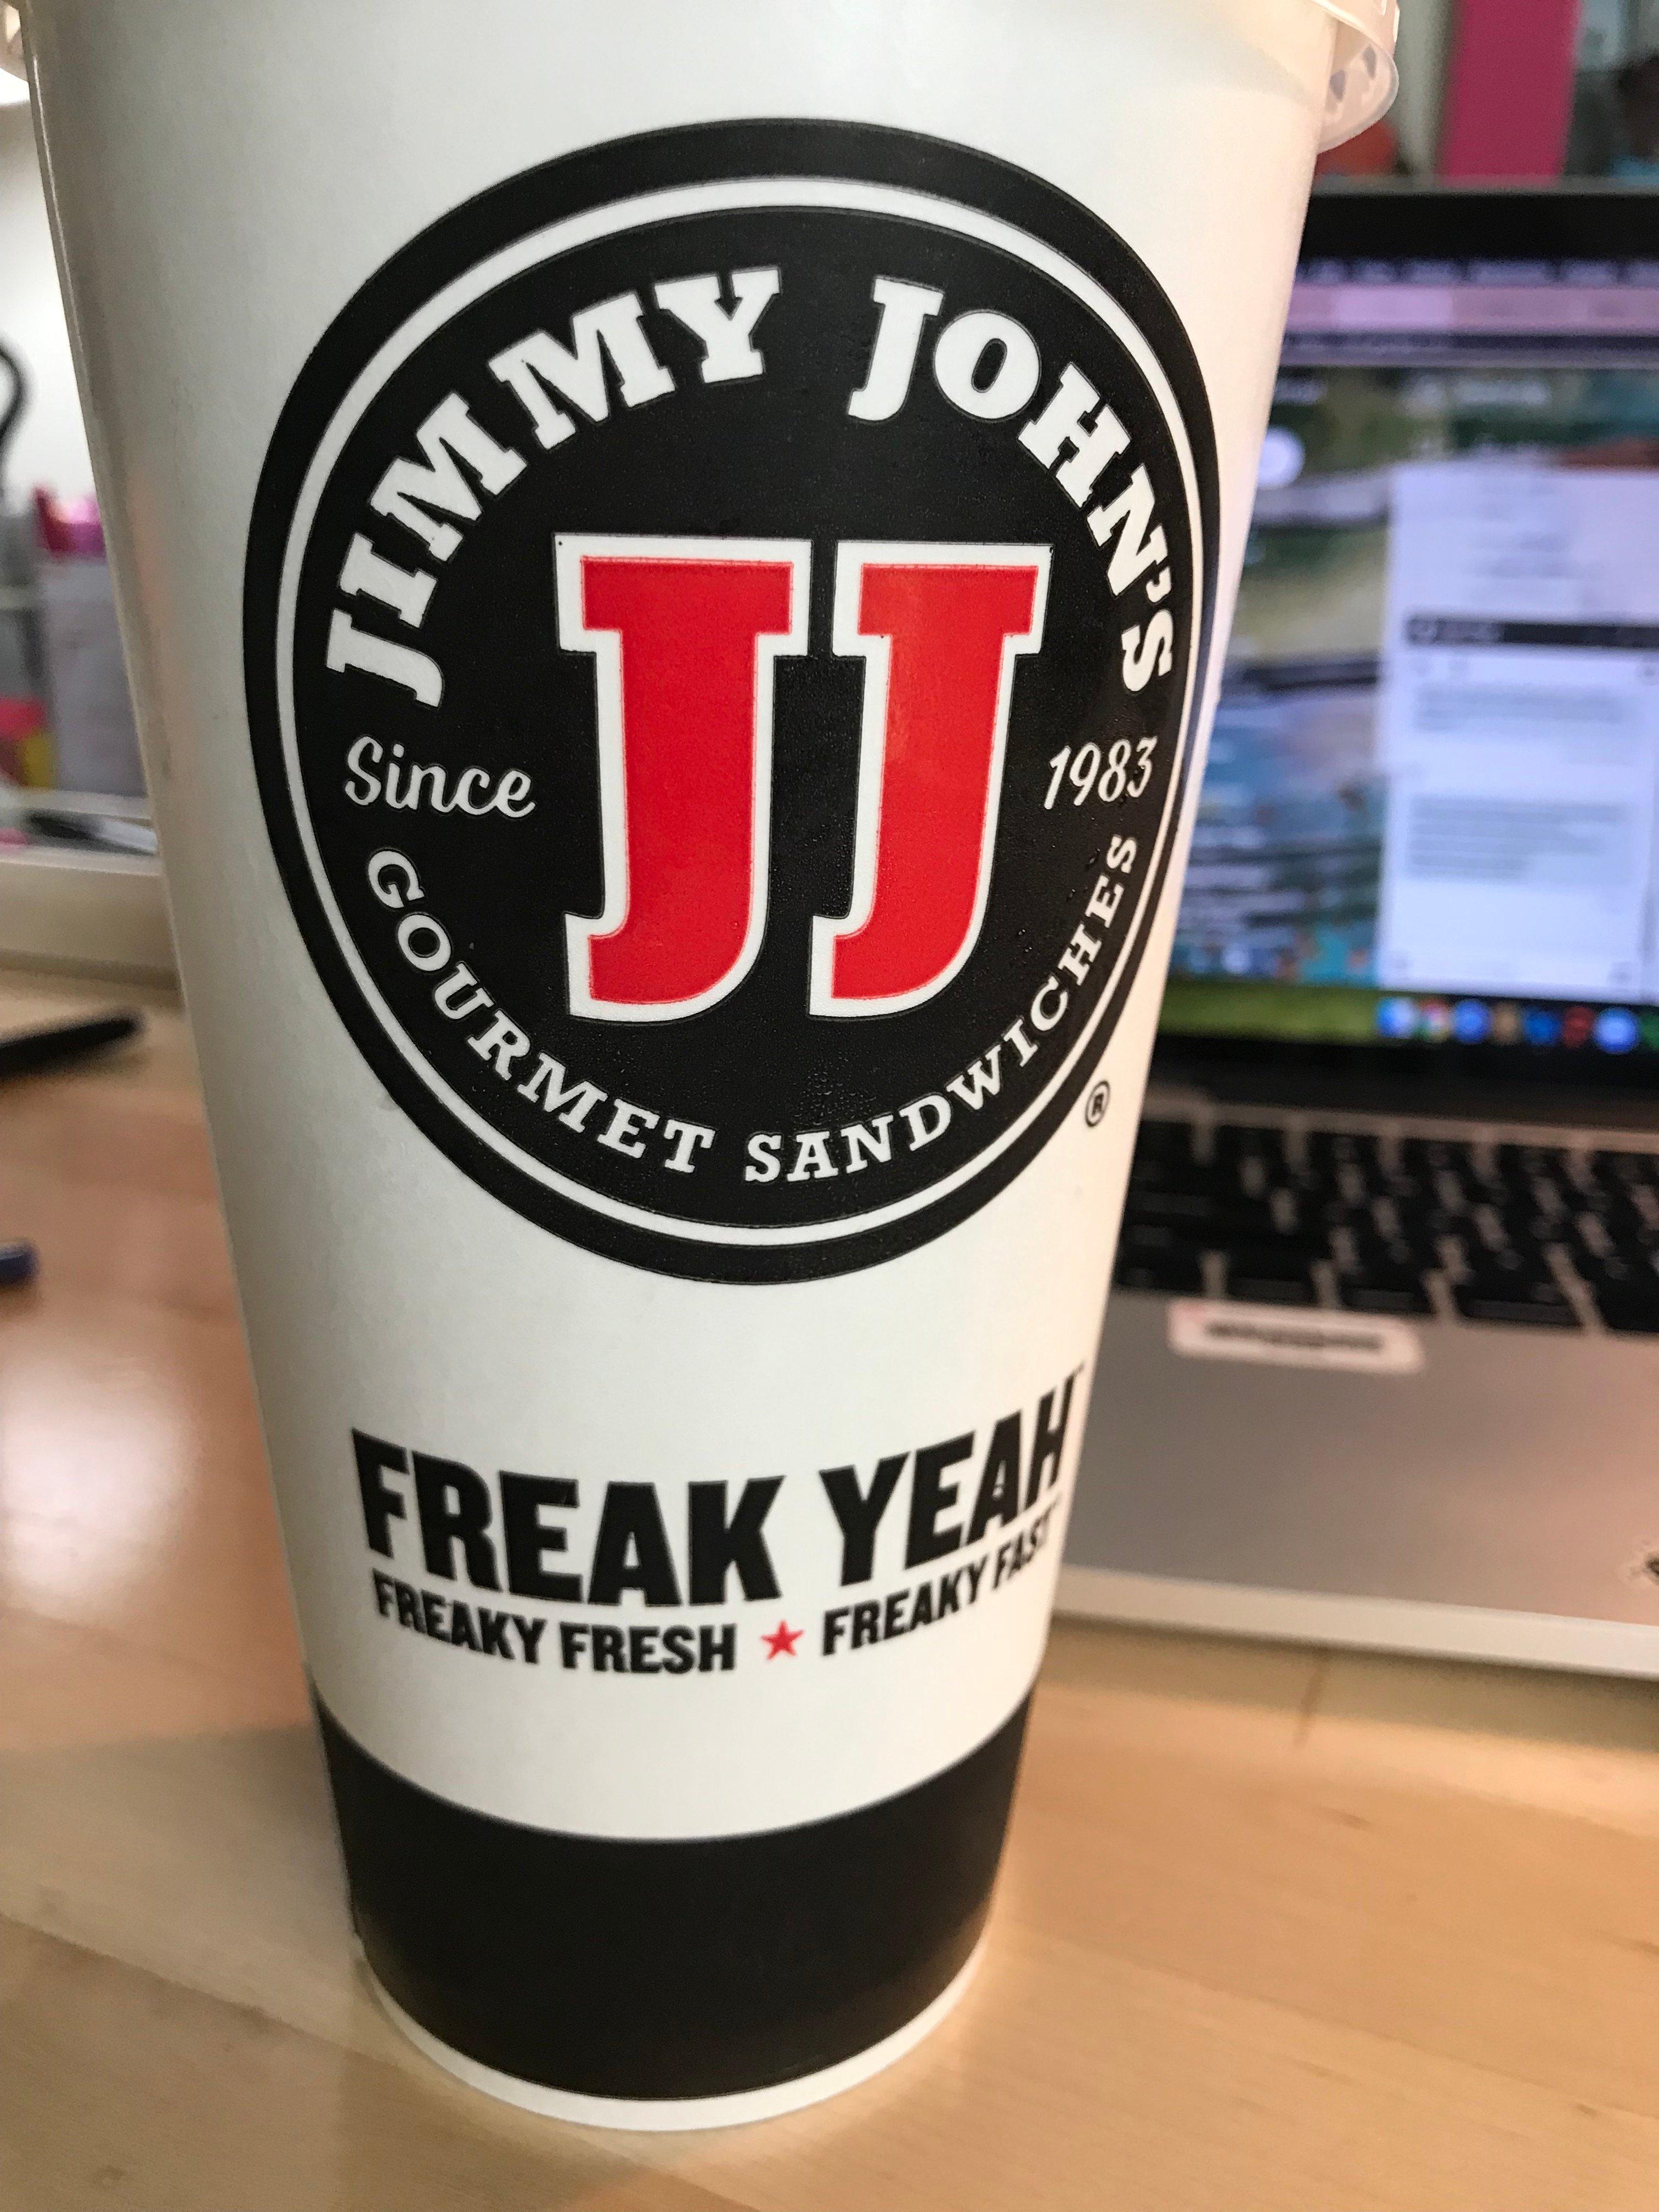 JIMMY JOHN'S
JJ
Since 1983
GOURMET SANDWICHES
®
FREAK YEAH
FREAKY FRESH ★ FREAKY FAST